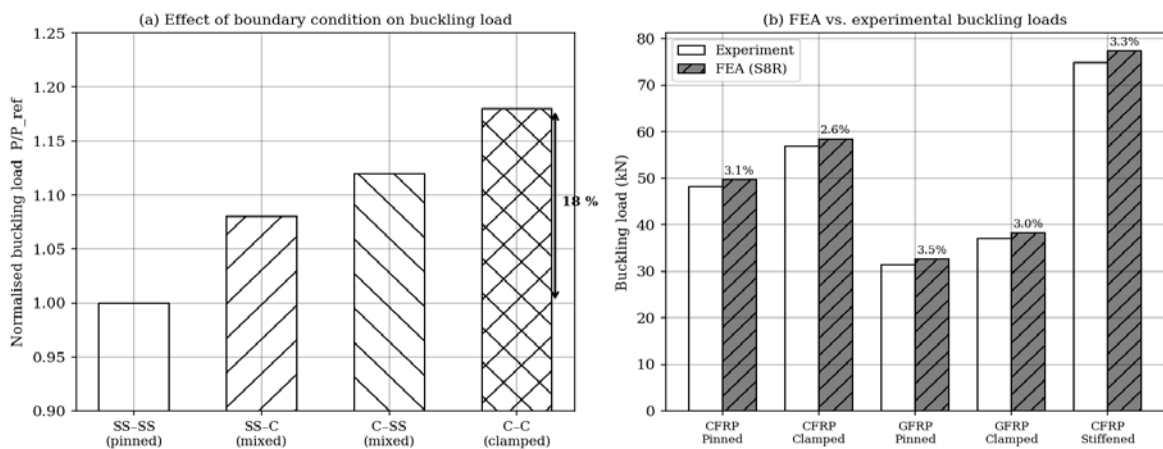 (a) Effect of boundary condition on buckling load
Normalised buckling load P/P_ref
1.25
1.20
1.15
1.10
1.05
1.00
0.95
0.90
18 %
SS–SS
(pinned)
SS–C
(mixed)
C–SS
(mixed)
C–C
(clamped)
(b) FEA vs. experimental buckling loads
Buckling load (kN)
80
70
60
50
40
30
20
10
0
Experiment
FEA (S8R)
3.1%
2.6%
3.5%
3.0%
3.3%
CFRP
Pinned
CFRP
Clamped
GFRP
Pinned
GFRP
Clamped
CFRP
Stiffened